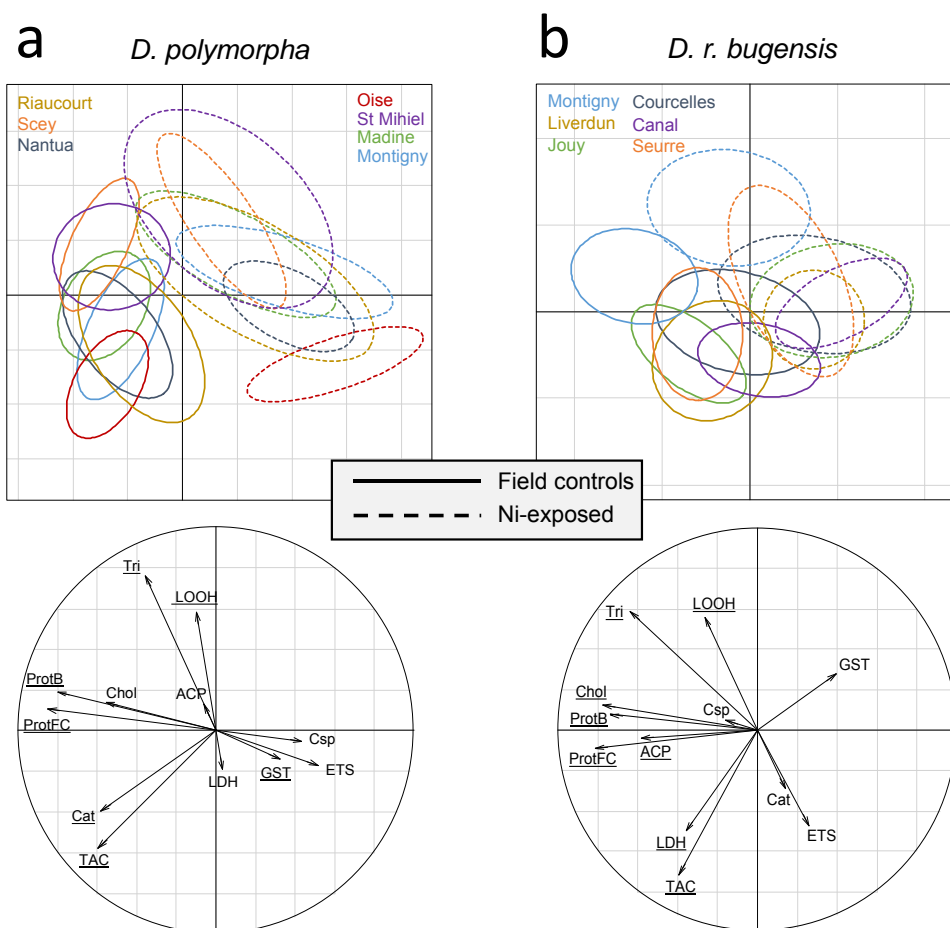 a
D. polymorpha
b
D. r. bugensis
Riaucourt
Scey
Nantua
Oise
St Mihiel
Madine
Montigny
Montigny
Liverdun
Jouy
Courcelles
Canal
Seurre
Field controls
Ni-exposed
Tri
LOOH
ProtB
Chol
ACP
ProtFC
Csp
LDH
GST
ETS
Cat
TAC
Tri
LOOH
GST
Chol
ProtB
Csp
ProtFC
ACP
Cat
LDH
ETS
TAC